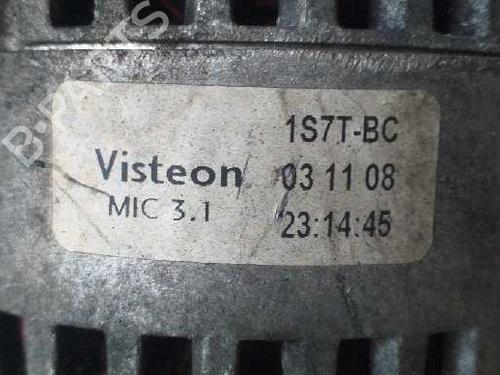 B-PARTS
Visteon
MIC 3.1
1S7T-BC
03 11 08
23:14:45